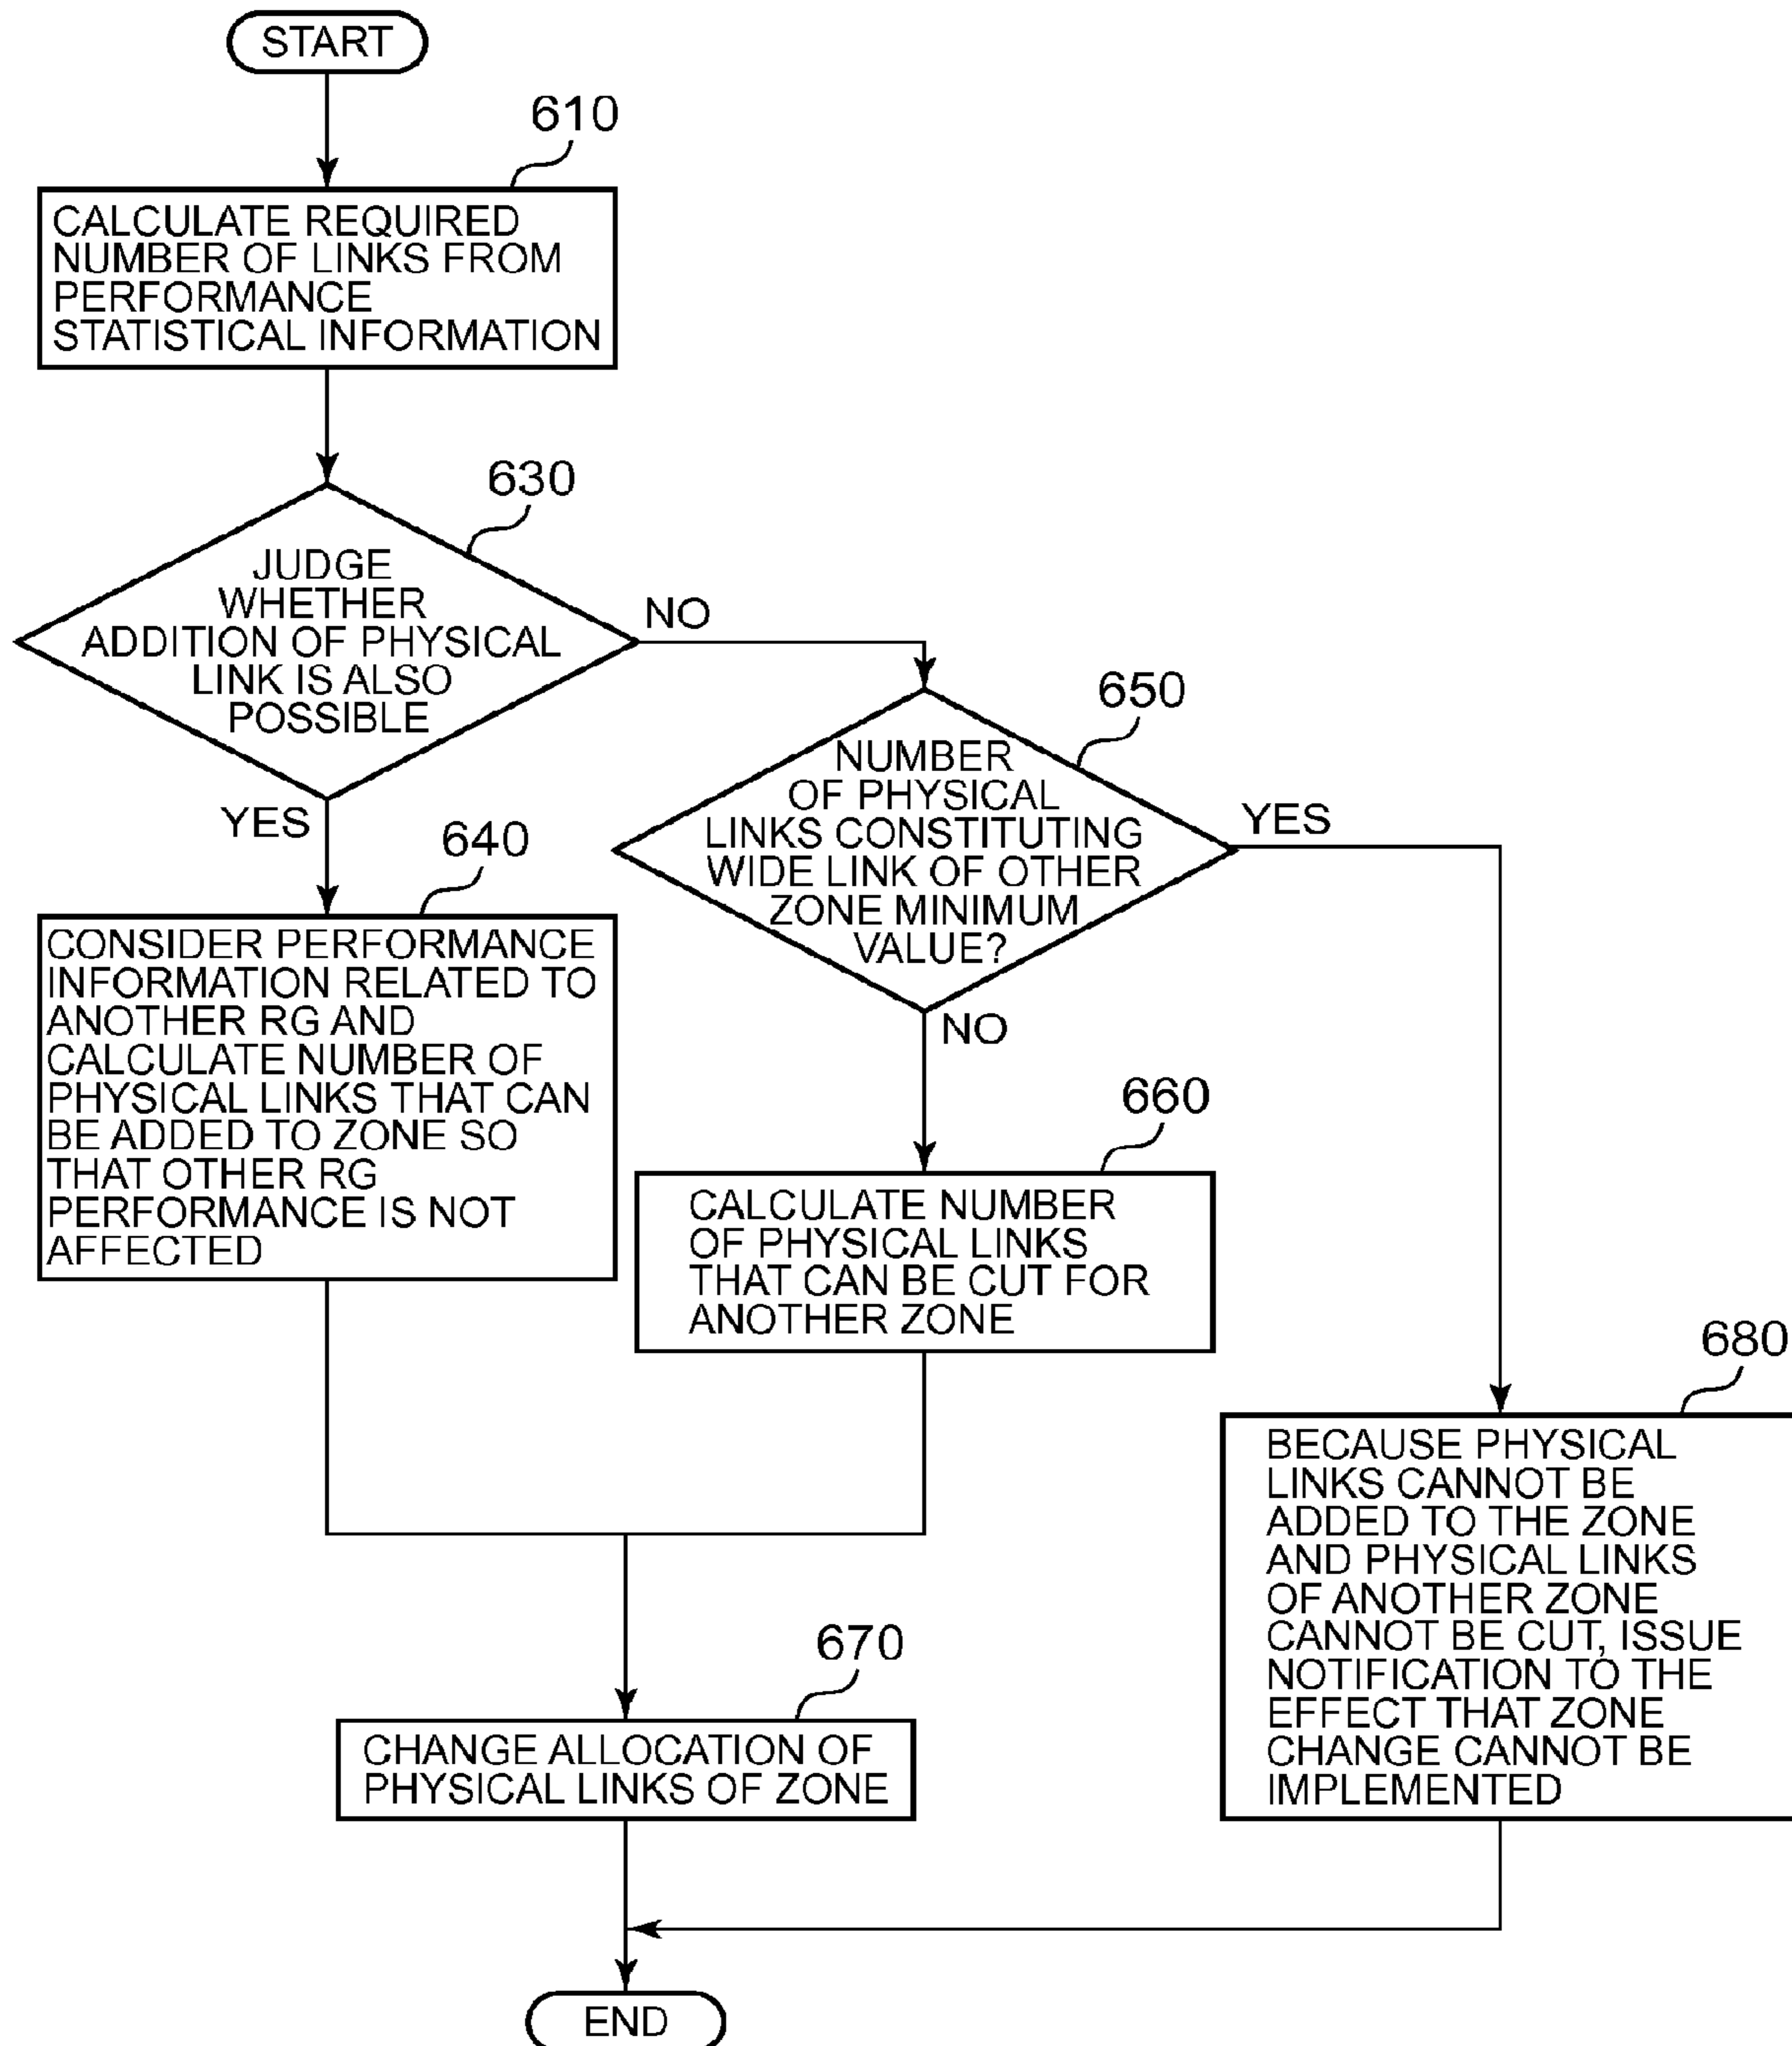 START
610
CALCULATE REQUIRED
NUMBER OF LINKS FROM
PERFORMANCE
STATISTICAL INFORMATION
630
JUDGE
WHETHER
ADDITION OF PHYSICAL
LINK IS ALSO
POSSIBLE
NO
YES
650
NUMBER
OF PHYSICAL
LINKS CONSTITUTING
WIDE LINK OF OTHER
ZONE MINIMUM
VALUE?
YES
NO
640
CONSIDER PERFORMANCE
INFORMATION RELATED TO
ANOTHER RG AND
CALCULATE NUMBER OF
PHYSICAL LINKS THAT CAN
BE ADDED TO ZONE SO
THAT OTHER RG
PERFORMANCE IS NOT
AFFECTED
660
CALCULATE NUMBER
OF PHYSICAL LINKS
THAT CAN BE CUT FOR
ANOTHER ZONE
680
BECAUSE PHYSICAL
LINKS CANNOT BE
ADDED TO THE ZONE
AND PHYSICAL LINKS
OF ANOTHER ZONE
CANNOT BE CUT, ISSUE
NOTIFICATION TO THE
EFFECT THAT ZONE
CHANGE CANNOT BE
IMPLEMENTED
670
CHANGE ALLOCATION OF
PHYSICAL LINKS OF ZONE
END